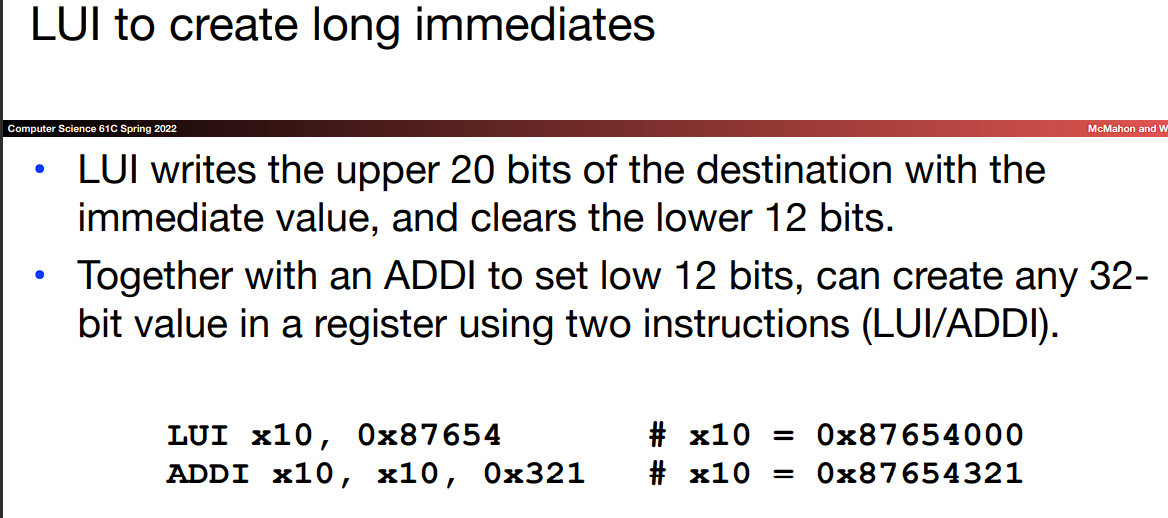 LUI to create long immediates
Computer Science 61C Spring 2022
McMahon and W
• LUI writes the upper 20 bits of the destination with the
immediate value, and clears the lower 12 bits.
• Together with an ADDI to set low 12 bits, can create any 32-
bit value in a register using two instructions (LUI/ADDI).
LUI x10, 0x87654 # x10 = 0x87654000
ADDI x10, x10, 0x321 # x10 = 0x87654321